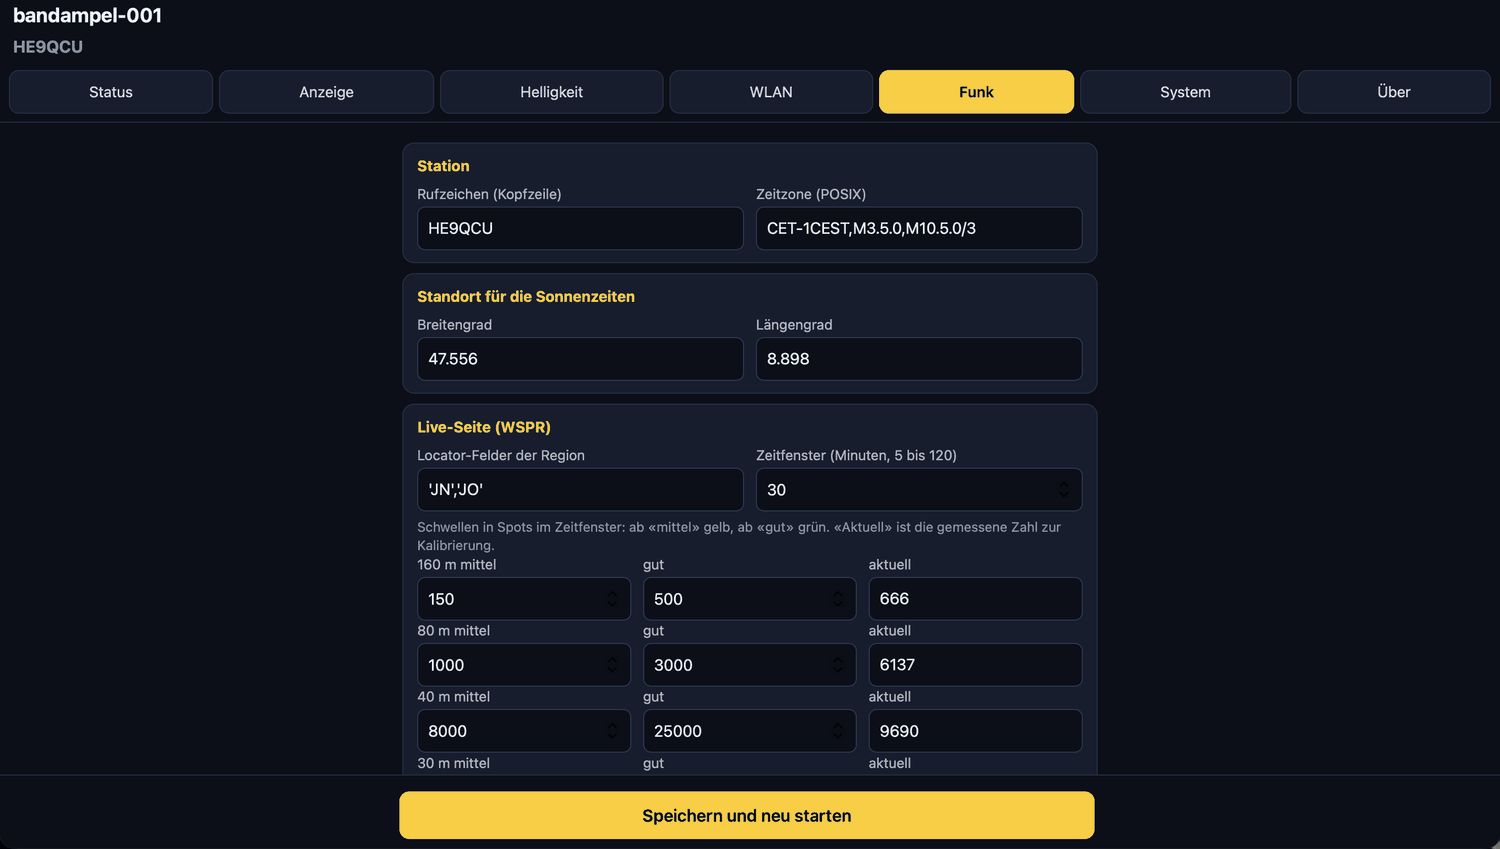 bandampel-001
HE9QCU
Status Anzeige Helligkeit WLAN Funk System Über
Station
Rufzeichen (Kopfzeile) Zeitzone (POSIX)
HE9QCU CET-1CEST,M3.5.0,M10.5.0/3
Standort für die Sonnenzeiten
Breitengrad Längengrad
47.556 8.898
Live-Seite (WSPR)
Locator-Felder der Region Zeitfenster (Minuten, 5 bis 120)
'JN','JO' 30
Schwellen in Spots im Zeitfenster: ab «mittel» gelb, ab «gut» grün. «Aktuell» ist die gemessene Zahl zur
Kalibrierung.
160 m mittel gut aktuell
150 500 666
80 m mittel gut aktuell
1000 3000 6137
40 m mittel gut aktuell
8000 25000 9690
30 m mittel gut aktuell
Speichern und neu starten